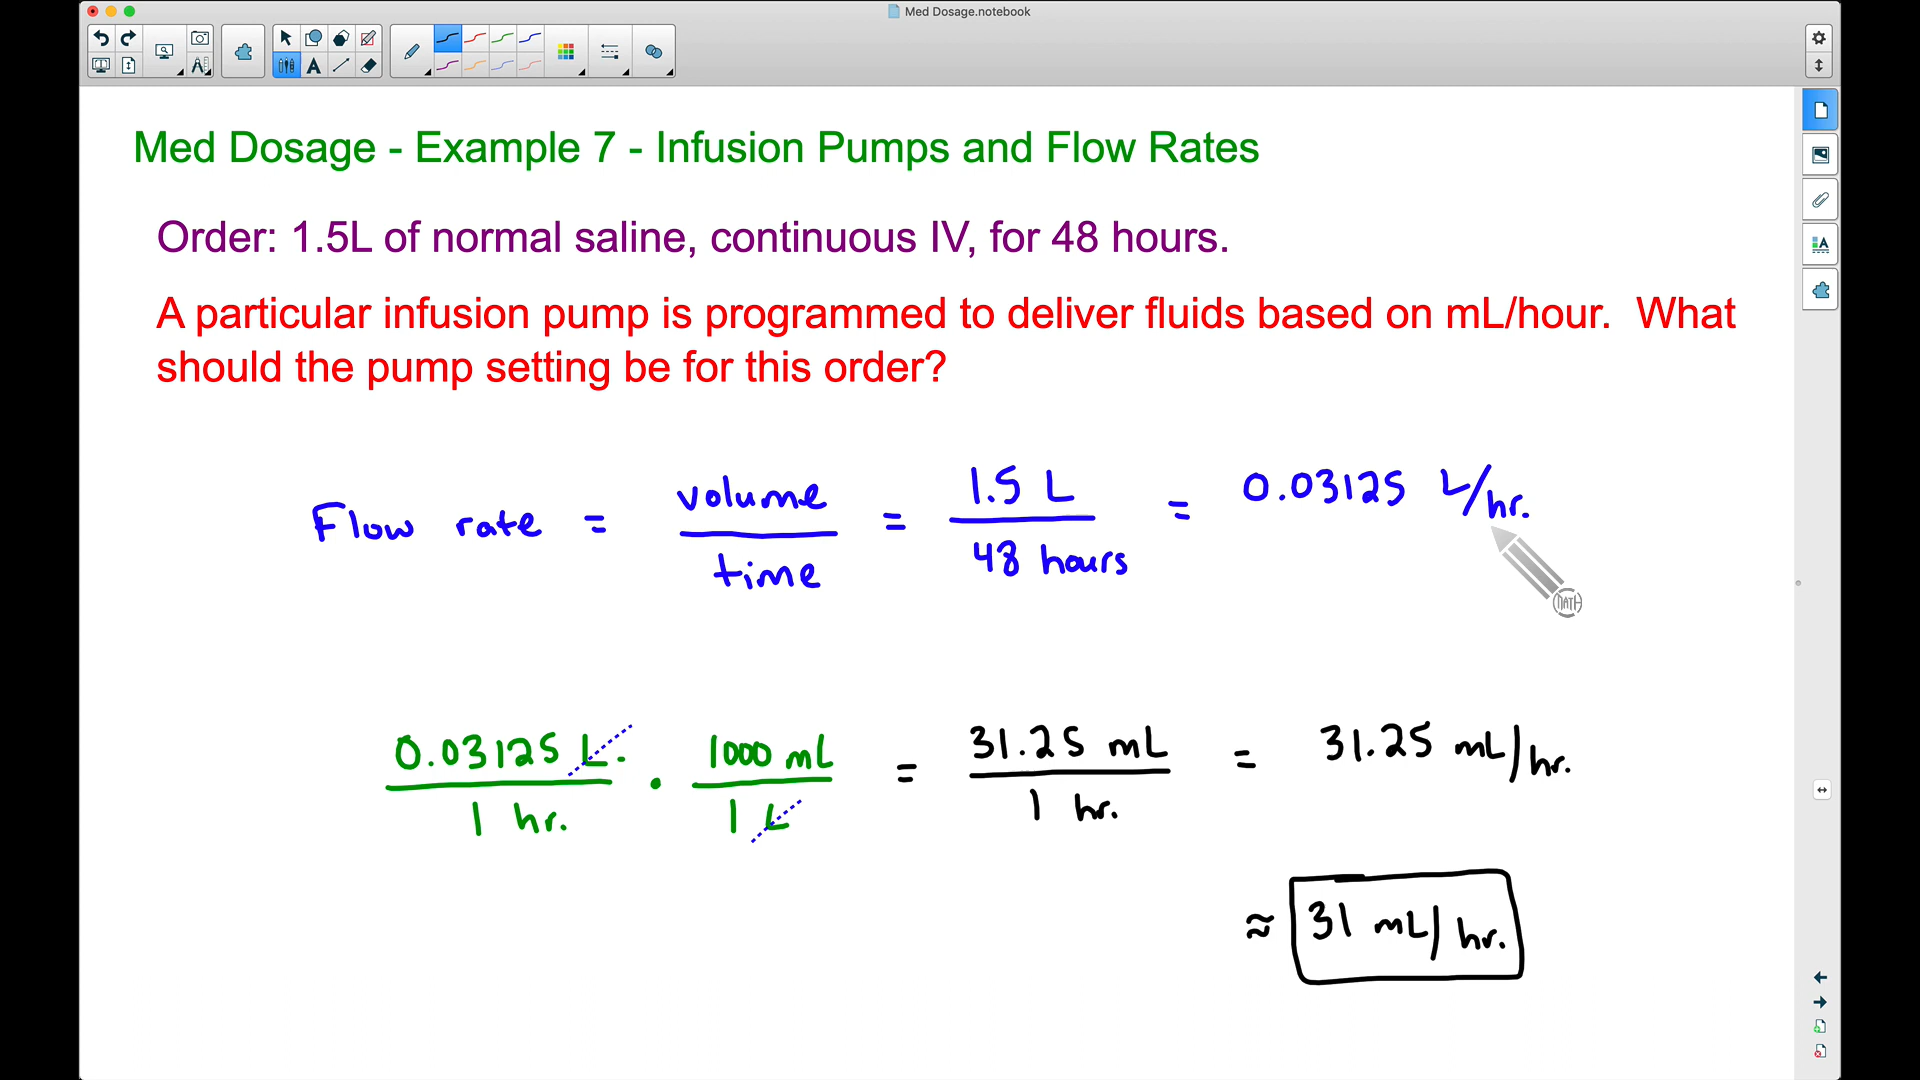 Med Dosage.notebook
Med Dosage - Example 7 - Infusion Pumps and Flow Rates
Order: 1.5L of normal saline, continuous IV, for 48 hours.
A particular infusion pump is programmed to deliver fluids based on mL/hour. What
should the pump setting be for this order?
Flow rate = volume / time = 1.5 L / 48 hours = 0.03125 L/hr.
MATH
0.03125 L. / 1 hr. · 1000 mL / 1 L = 31.25 mL / 1 hr. = 31.25 mL/hr.
≈ 31 mL/hr.